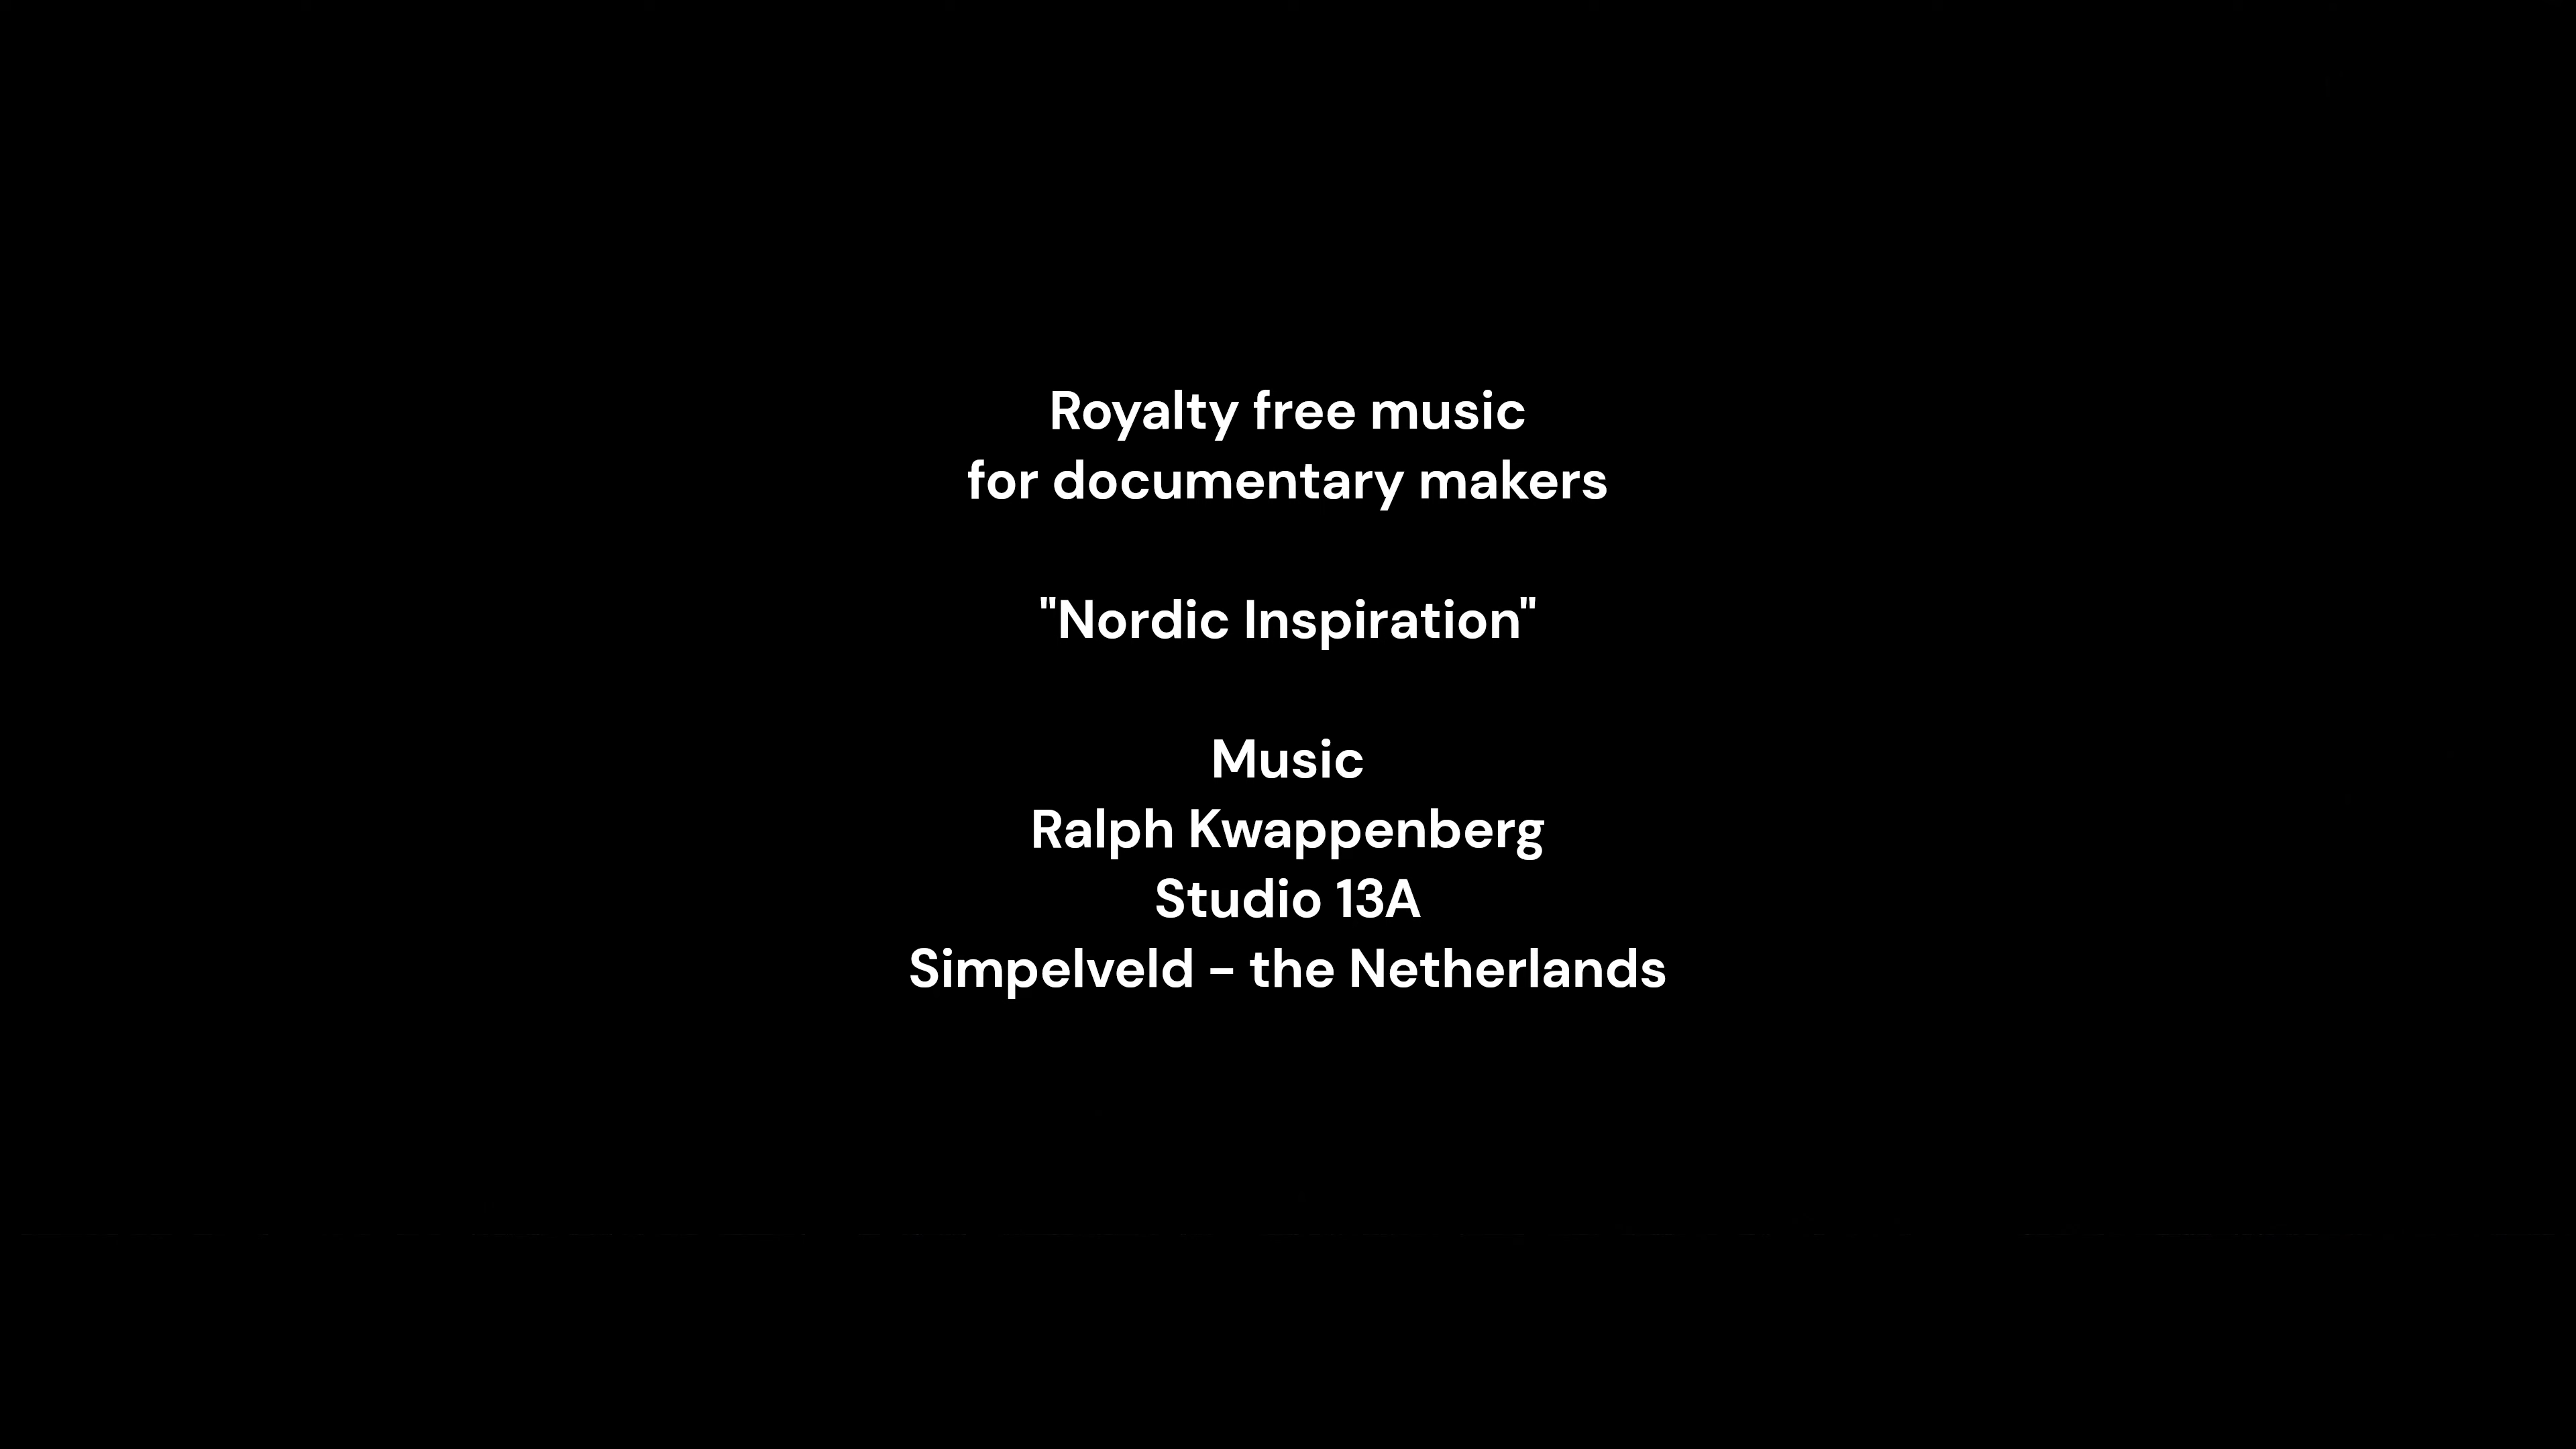 Royalty free music
for documentary makers
"Nordic Inspiration"
Music
Ralph Kwappenberg
Studio 13A
Simpelveld - the Netherlands